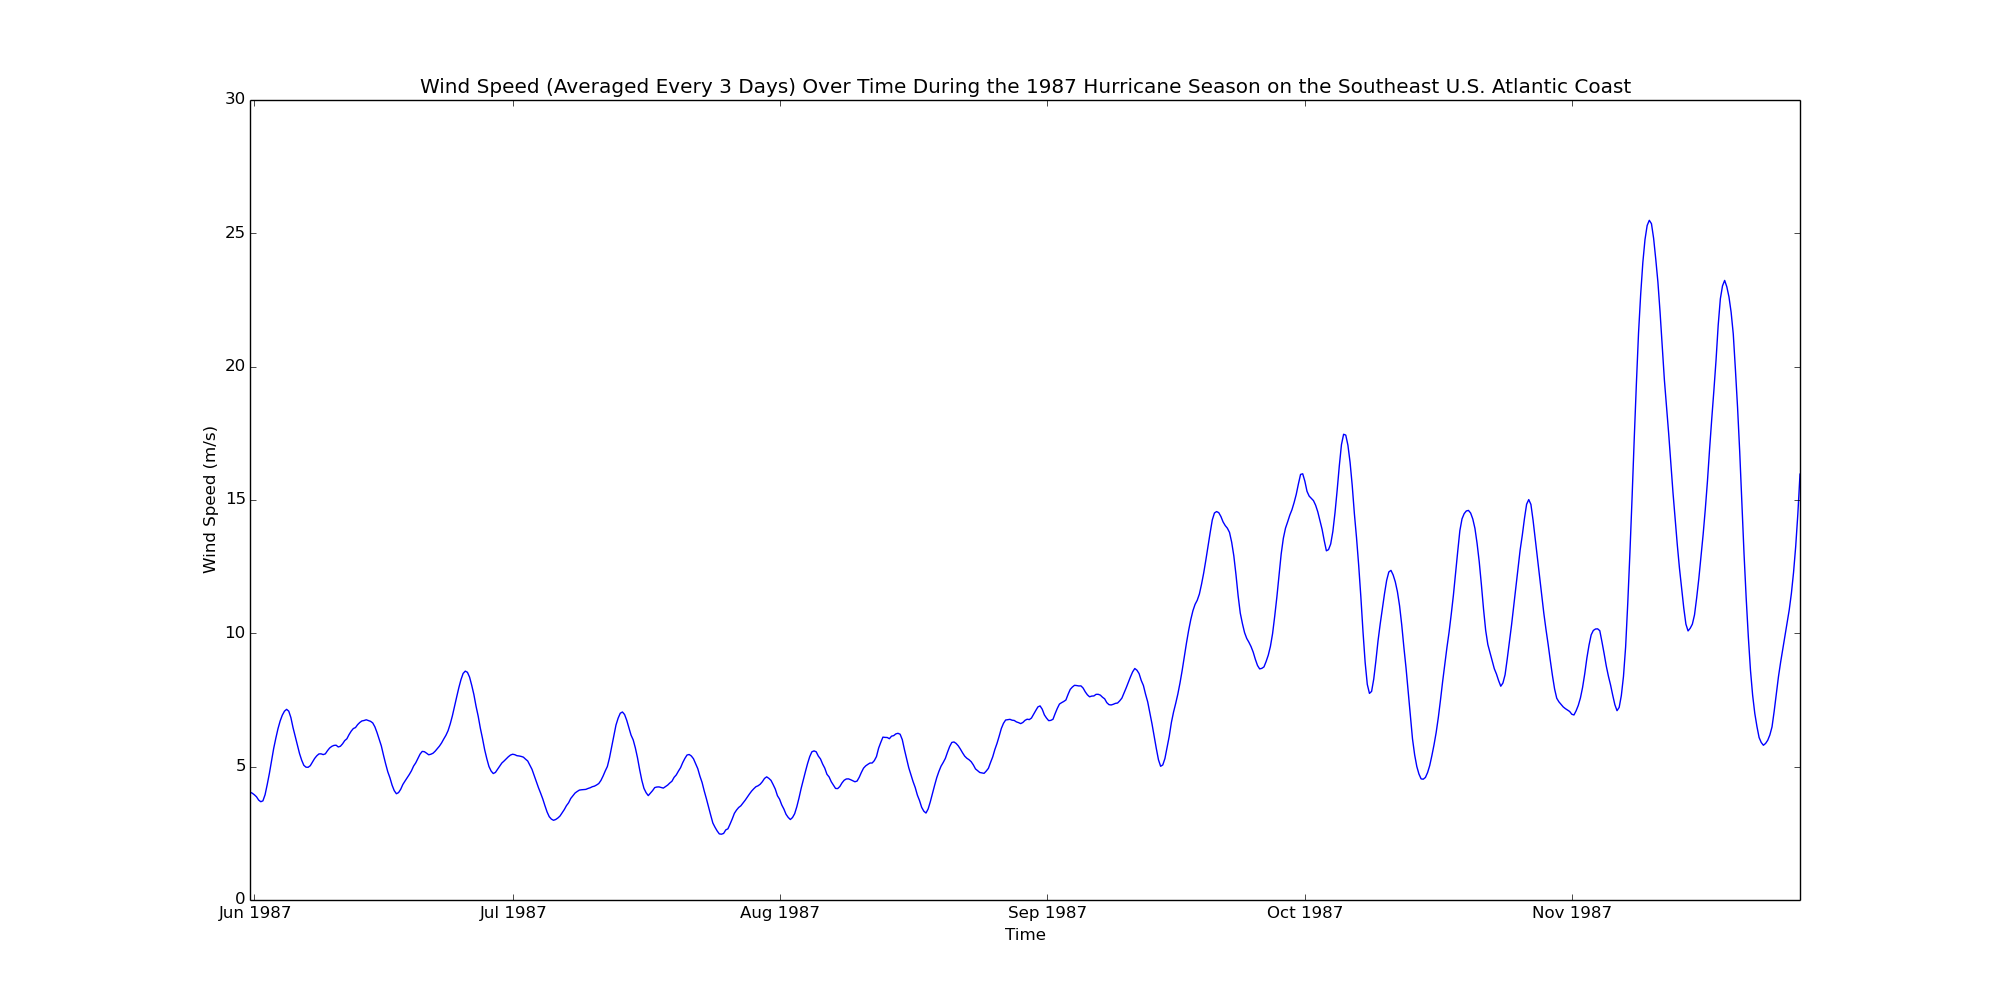 Wind Speed (Averaged Every 3 Days) Over Time During the 1987 Hurricane Season on the Southeast U.S. Atlantic Coast
30
25
20
15
10
5
0
Wind Speed (m/s)
Jun 1987 Jul 1987 Aug 1987 Sep 1987 Oct 1987 Nov 1987
Time